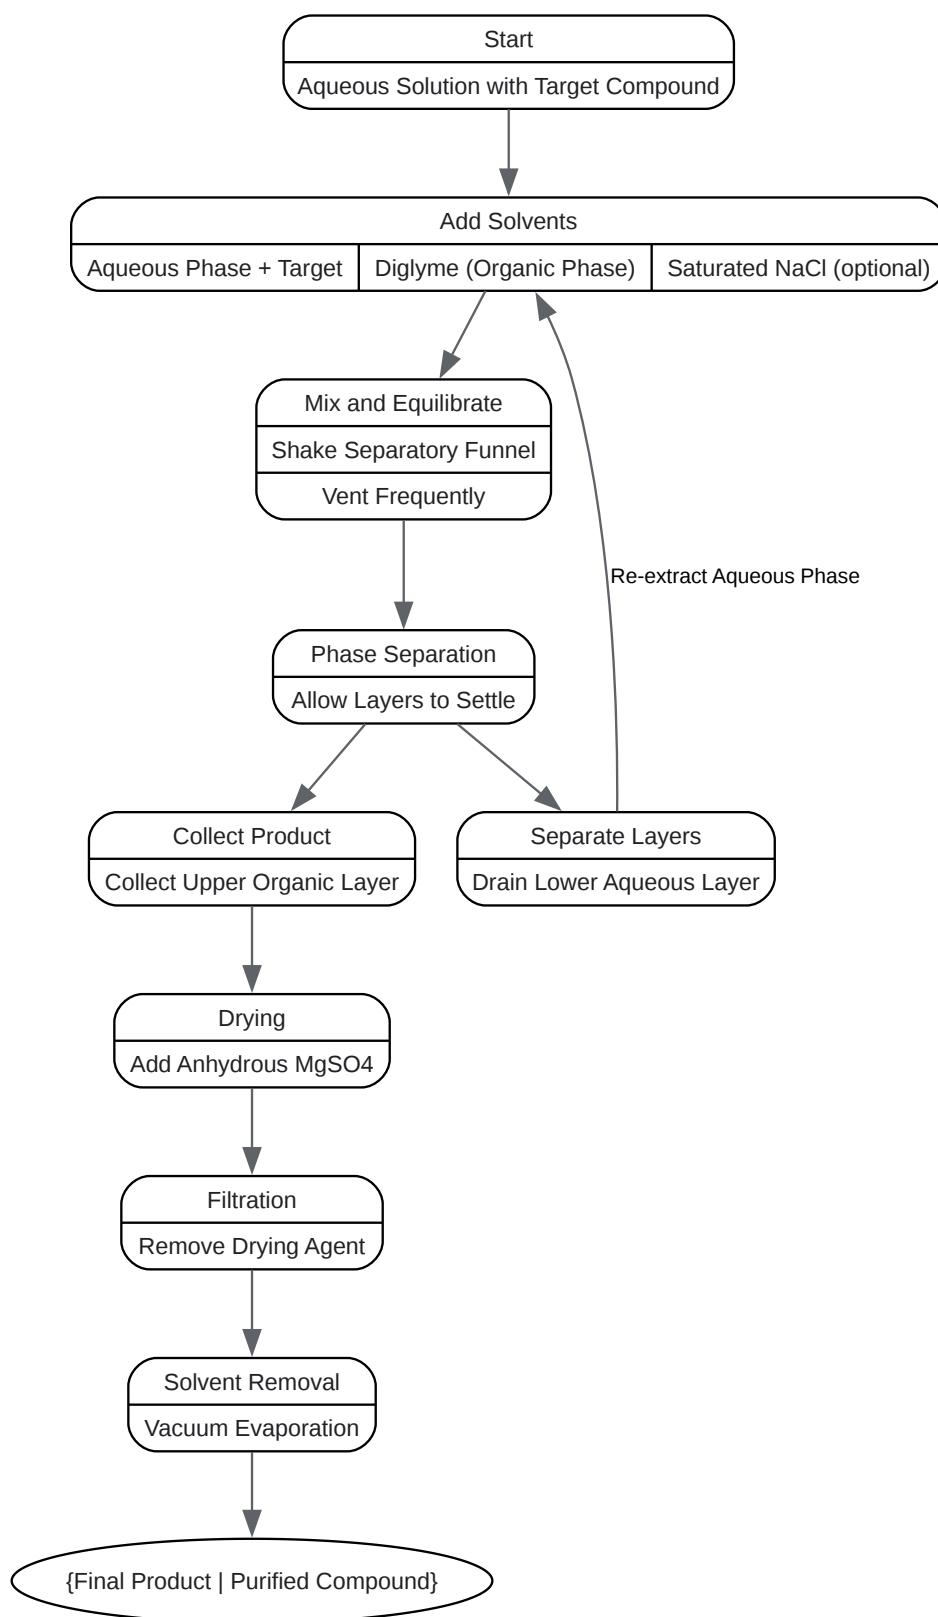 Start
Aqueous Solution with Target Compound
Add Solvents
Aqueous Phase + Target
Diglyme (Organic Phase)
Saturated NaCl (optional)
Mix and Equilibrate
Shake Separatory Funnel
Vent Frequently
Re-extract Aqueous Phase
Phase Separation
Allow Layers to Settle
Collect Product
Collect Upper Organic Layer
Separate Layers
Drain Lower Aqueous Layer
Drying
Add Anhydrous MgSO4
Filtration
Remove Drying Agent
Solvent Removal
Vacuum Evaporation
{Final Product | Purified Compound}